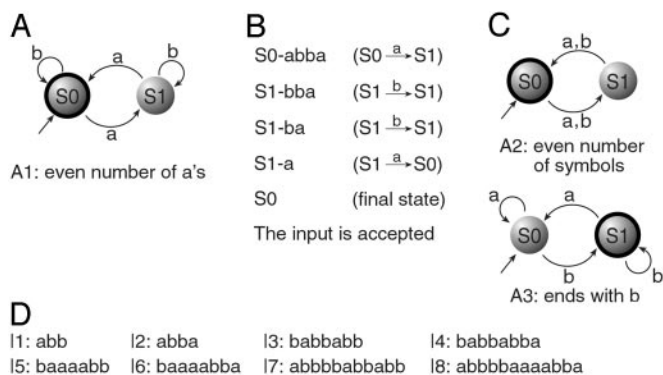 A
b
b
a
S0
S1
a
A1: even number of a's
B
S0-abba (S0 a→ S1)
S1-bba (S1 b→ S1)
S1-ba (S1 b→ S1)
S1-a (S1 a→ S0)
S0 (final state)
The input is accepted
C
a,b
S0
S1
a,b
A2: even number
of symbols
a
a
S0
S1
b
b
A3: ends with b
D
I1: abb I2: abba I3: babbabb I4: babbabba
I5: baaaabb I6: baaaabba I7: abbbbabbabb I8: abbbbaaaabba